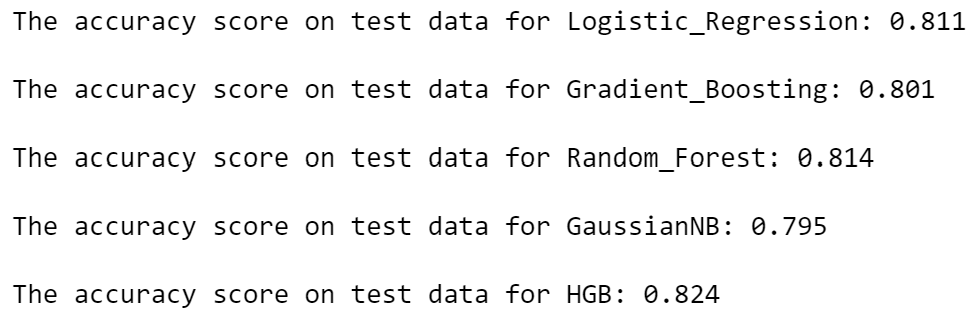 The accuracy score on test data for Logistic_Regression: 0.811
The accuracy score on test data for Gradient_Boosting: 0.801
The accuracy score on test data for Random_Forest: 0.814
The accuracy score on test data for GaussianNB: 0.795
The accuracy score on test data for HGB: 0.824